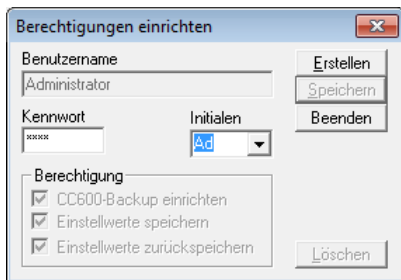 Berechtigungen einrichten
Benutzername
Erstellen
Administrator
Speichern
Kennwort
Initialen
Beenden
****
Ad
Berechtigung
CC600-Backup einrichten
Einstellwerte speichern
Einstellwerte zurückspeichern
Löschen